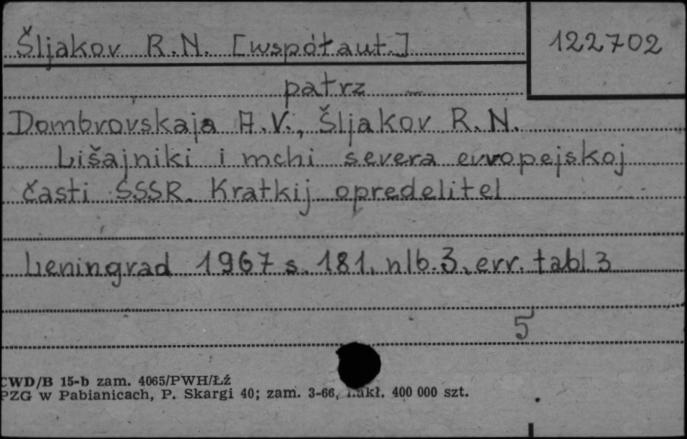 Šljakov R.N. [współaut.]
122702
patrz
Dombrovskaja A.V., Šljakov R.N.
Lišajniki i mchi severa evropejskoj
časti SSSR. Kratkij opredelitel
Leningrad 1967 s. 181, nlb. 3, err. tabl 3
5
CWD/B 15-b zam. 4065/PWH/Łź
PZG w Pabianicach, P. Skargi 40; zam. 3-66, nakł. 400 000 szt.